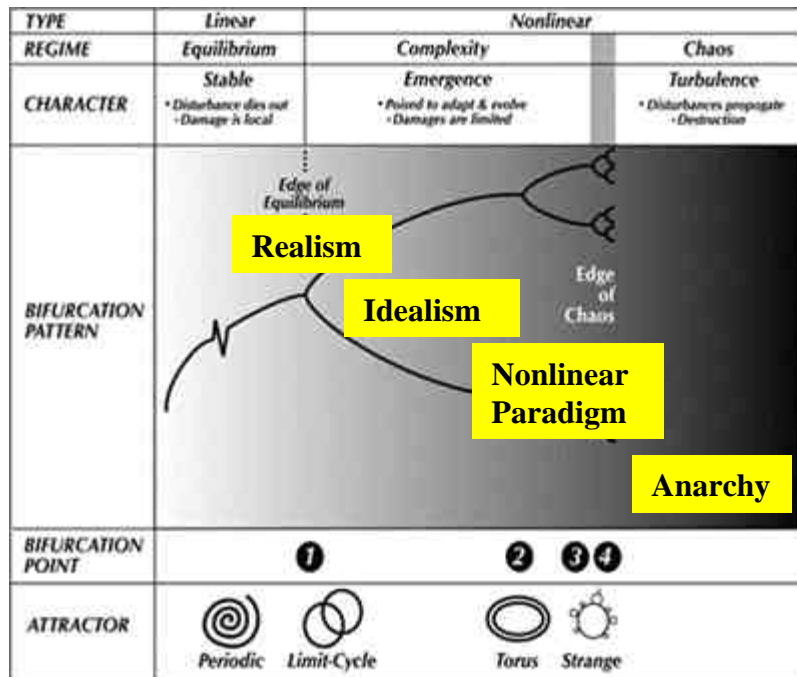 TYPE
Linear
Nonlinear
REGIME
Equilibrium
Complexity
Chaos
CHARACTER
Stable
• Disturbance dies out
- Damage is local
Emergence
• Poised to adapt & evolve
- Damages are limited
Turbulence
• Disturbances propogate
- Destruction
BIFURCATION
PATTERN
Edge of
Equilibrium
Realism
Idealism
Nonlinear
Paradigm
Edge
of
Chaos
Anarchy
BIFURCATION
POINT
1
2
3
4
ATTRACTOR
Periodic
Limit-Cycle
Torus
Strange